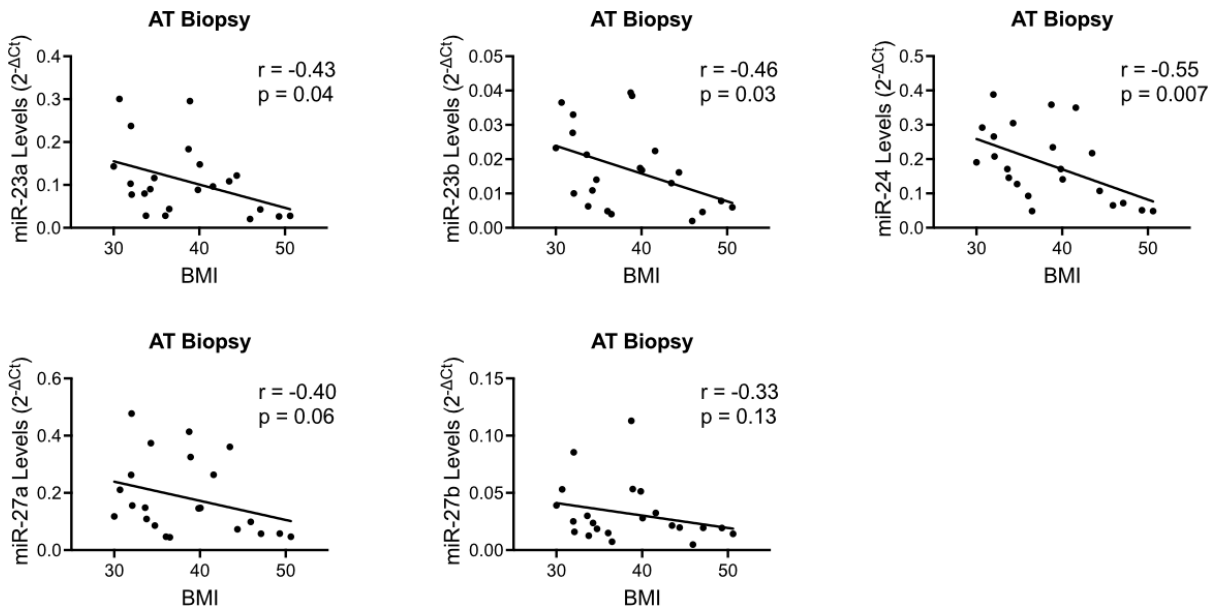 AT Biopsy
miR-23a Levels (2^-ΔCt)
0.4
0.3
0.2
0.1
0.0
r = -0.43
p = 0.04
30 40 50
BMI
AT Biopsy
miR-23b Levels (2^-ΔCt)
0.05
0.04
0.03
0.02
0.01
0.00
r = -0.46
p = 0.03
30 40 50
BMI
AT Biopsy
miR-24 Levels (2^-ΔCt)
0.5
0.4
0.3
0.2
0.1
0.0
r = -0.55
p = 0.007
30 40 50
BMI
AT Biopsy
miR-27a Levels (2^-ΔCt)
0.6
0.4
0.2
0.0
r = -0.40
p = 0.06
30 40 50
BMI
AT Biopsy
miR-27b Levels (2^-ΔCt)
0.15
0.10
0.05
0.00
r = -0.33
p = 0.13
30 40 50
BMI